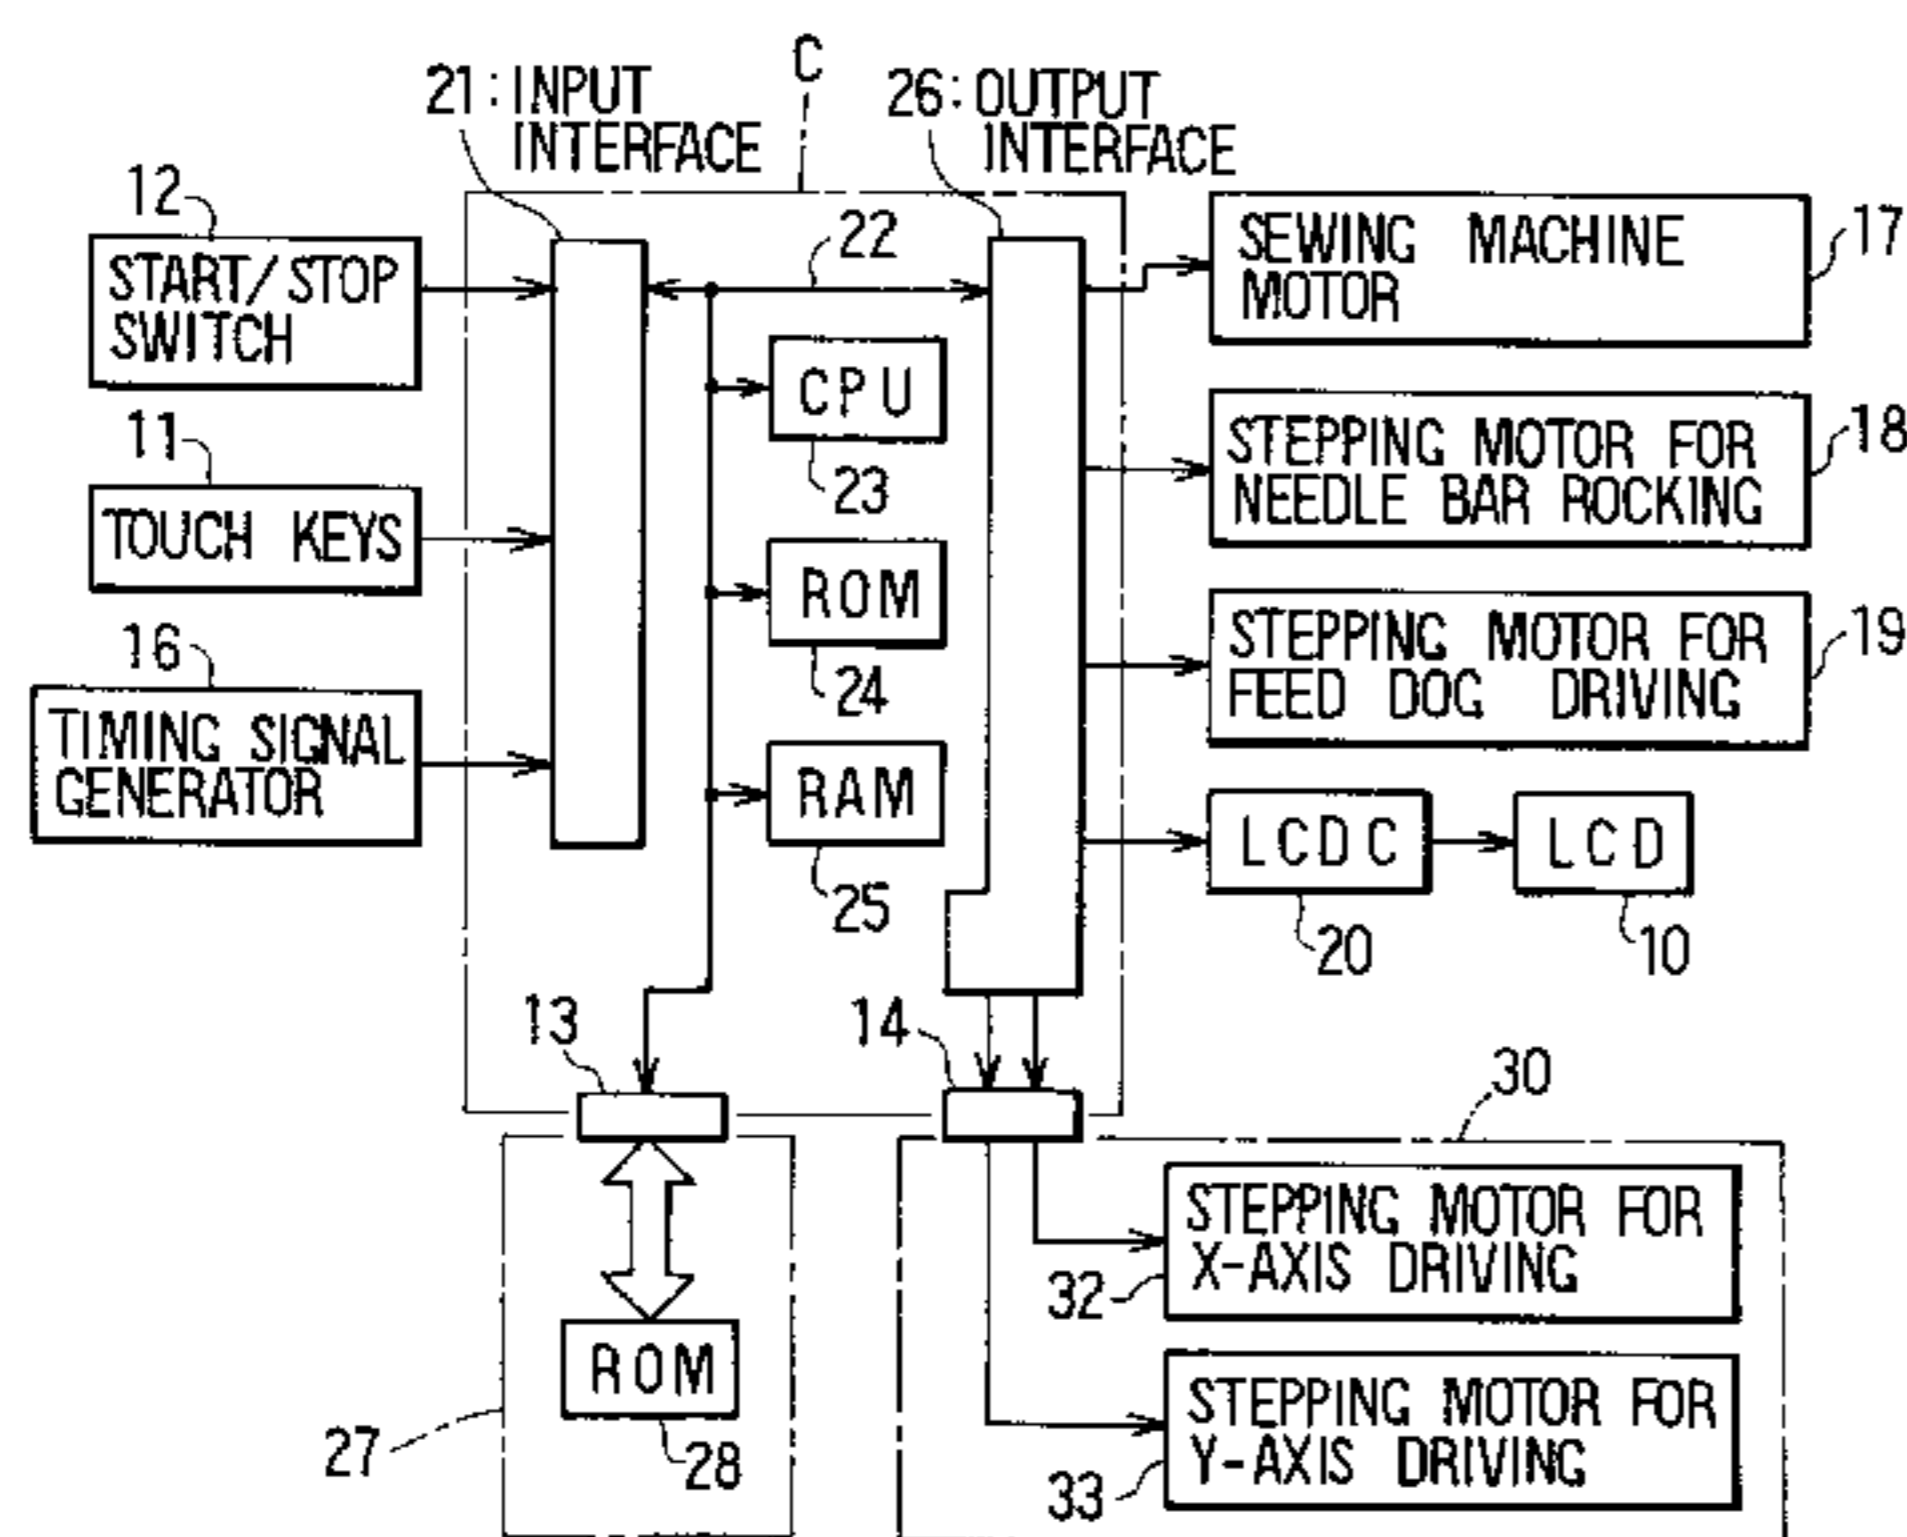 C
21: INPUT
INTERFACE
26: OUTPUT
INTERFACE
12
START/STOP
SWITCH
22
SEWING MACHINE
MOTOR
17
CPU
23
11
TOUCH KEYS
STEPPING MOTOR FOR
NEEDLE BAR ROCKING
18
ROM
24
16
TIMING SIGNAL
GENERATOR
STEPPING MOTOR FOR
FEED DOG DRIVING
19
RAM
25
LCDC
20
LCD
10
13
14
30
STEPPING MOTOR FOR
X-AXIS DRIVING
32
ROM
28
27
STEPPING MOTOR FOR
Y-AXIS DRIVING
33